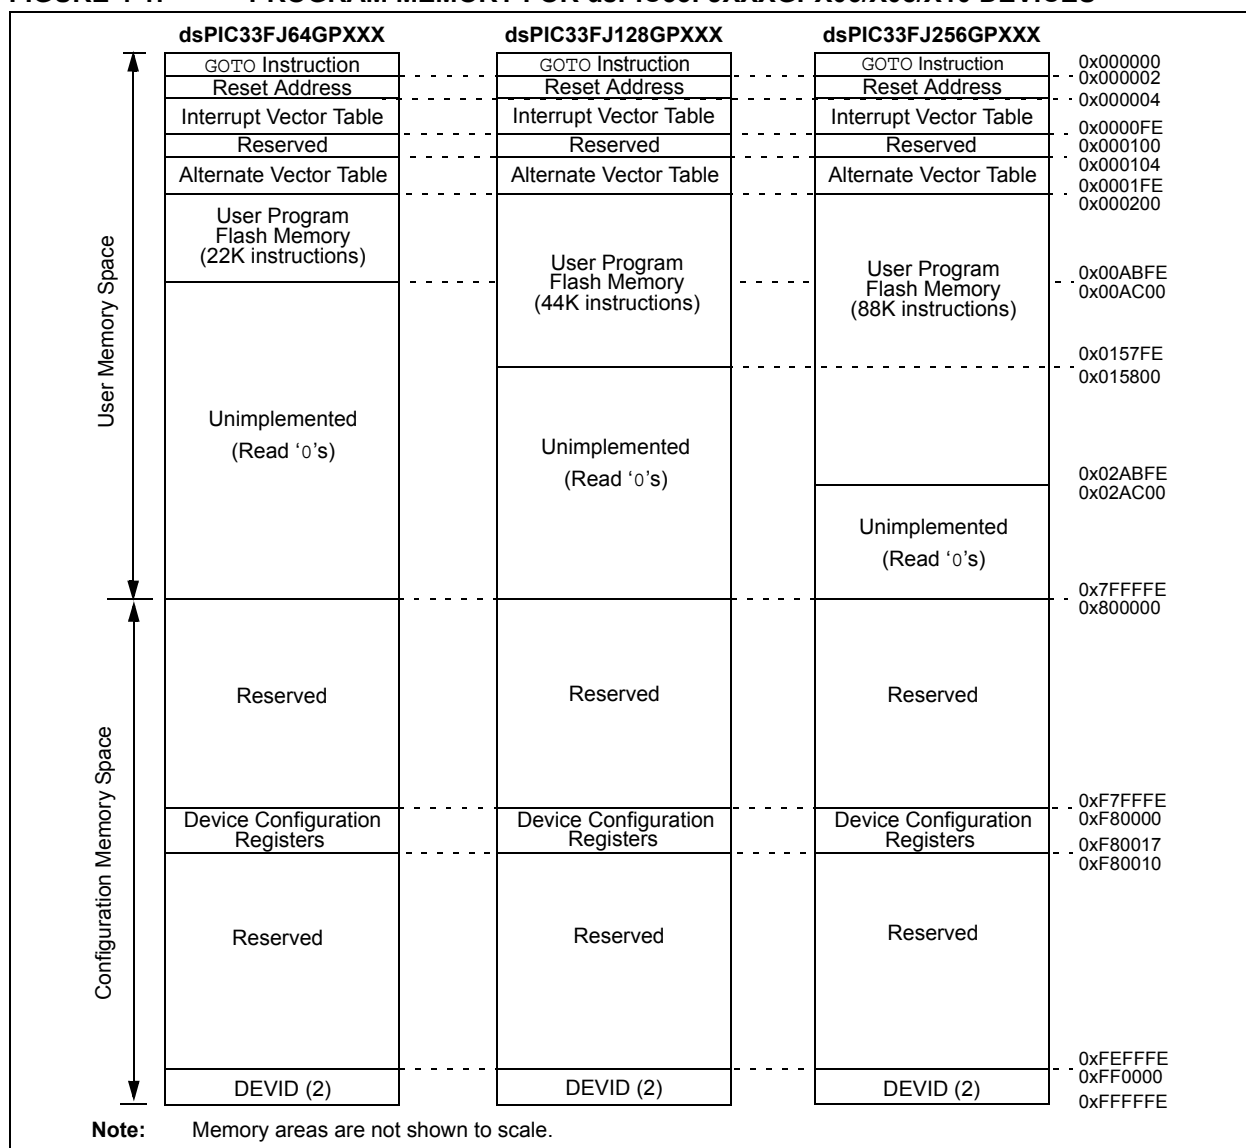 dsPIC33FJ64GPXXX
dsPIC33FJ128GPXXX
dsPIC33FJ256GPXXX
GOTO Instruction
GOTO Instruction
GOTO Instruction
0x000000
Reset Address
Reset Address
Reset Address
0x000002
0x000004
Interrupt Vector Table
Interrupt Vector Table
Interrupt Vector Table
0x0000FE
Reserved
Reserved
Reserved
0x000100
0x000104
Alternate Vector Table
Alternate Vector Table
Alternate Vector Table
0x0001FE
0x000200
User Program
Flash Memory
(22K instructions)
User Program
Flash Memory
(44K instructions)
User Program
Flash Memory
(88K instructions)
0x00ABFE
0x00AC00
0x0157FE
0x015800
User Memory Space
Unimplemented
(Read ‘0’s)
Unimplemented
(Read ‘0’s)
0x02ABFE
0x02AC00
Unimplemented
(Read ‘0’s)
0x7FFFFE
0x800000
Reserved
Reserved
Reserved
Configuration Memory Space
0xF7FFFE
0xF80000
Device Configuration
Registers
Device Configuration
Registers
Device Configuration
Registers
0xF80017
0xF80010
Reserved
Reserved
Reserved
0xFEFFFE
0xFF0000
DEVID (2)
DEVID (2)
DEVID (2)
0xFFFFFE
Note: Memory areas are not shown to scale.